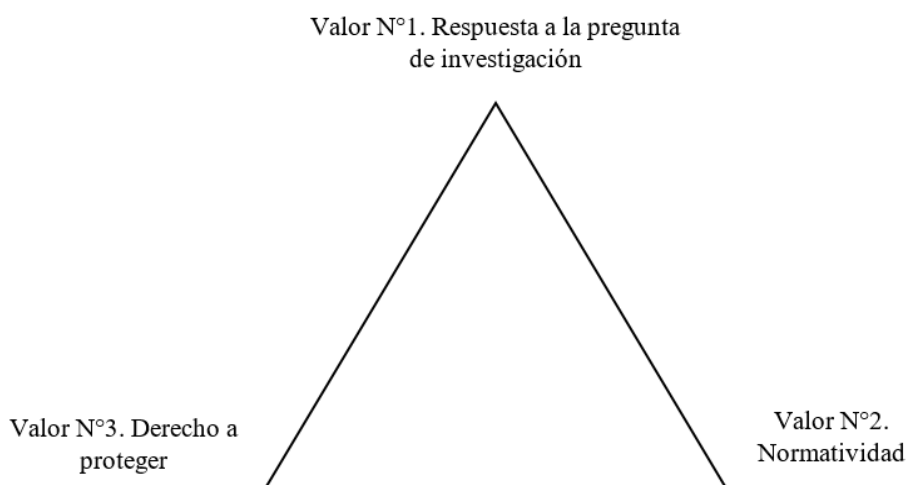 Valor N°1. Respuesta a la pregunta
de investigación
Valor N°3. Derecho a
proteger
Valor N°2.
Normatividad